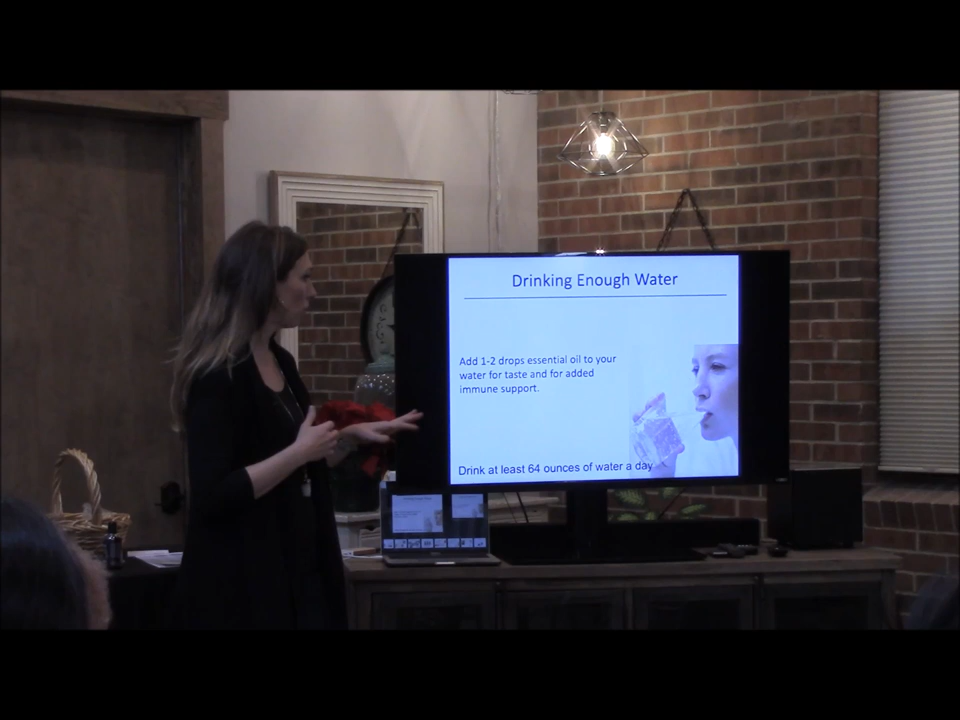 Drinking Enough Water
Add 1-2 drops essential oil to your
water for taste and for added
immune support.
Drink at least 64 ounces of water a day